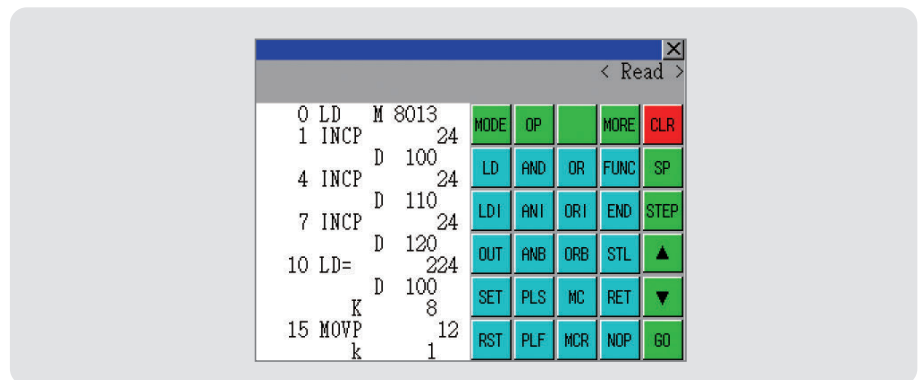 < Read >
0 LD M 8013
1 INCP 24
D 100
4 INCP 24
D 110
7 INCP 24
D 120
10 LD= 224
D 100
K 8
15 MOVP 12
k 1
MODE OP MORE CLR
LD AND OR FUNC SP
LDI ANI ORI END STEP
OUT ANB ORB STL ▲
SET PLS MC RET ▼
RST PLF MCR NOP GO